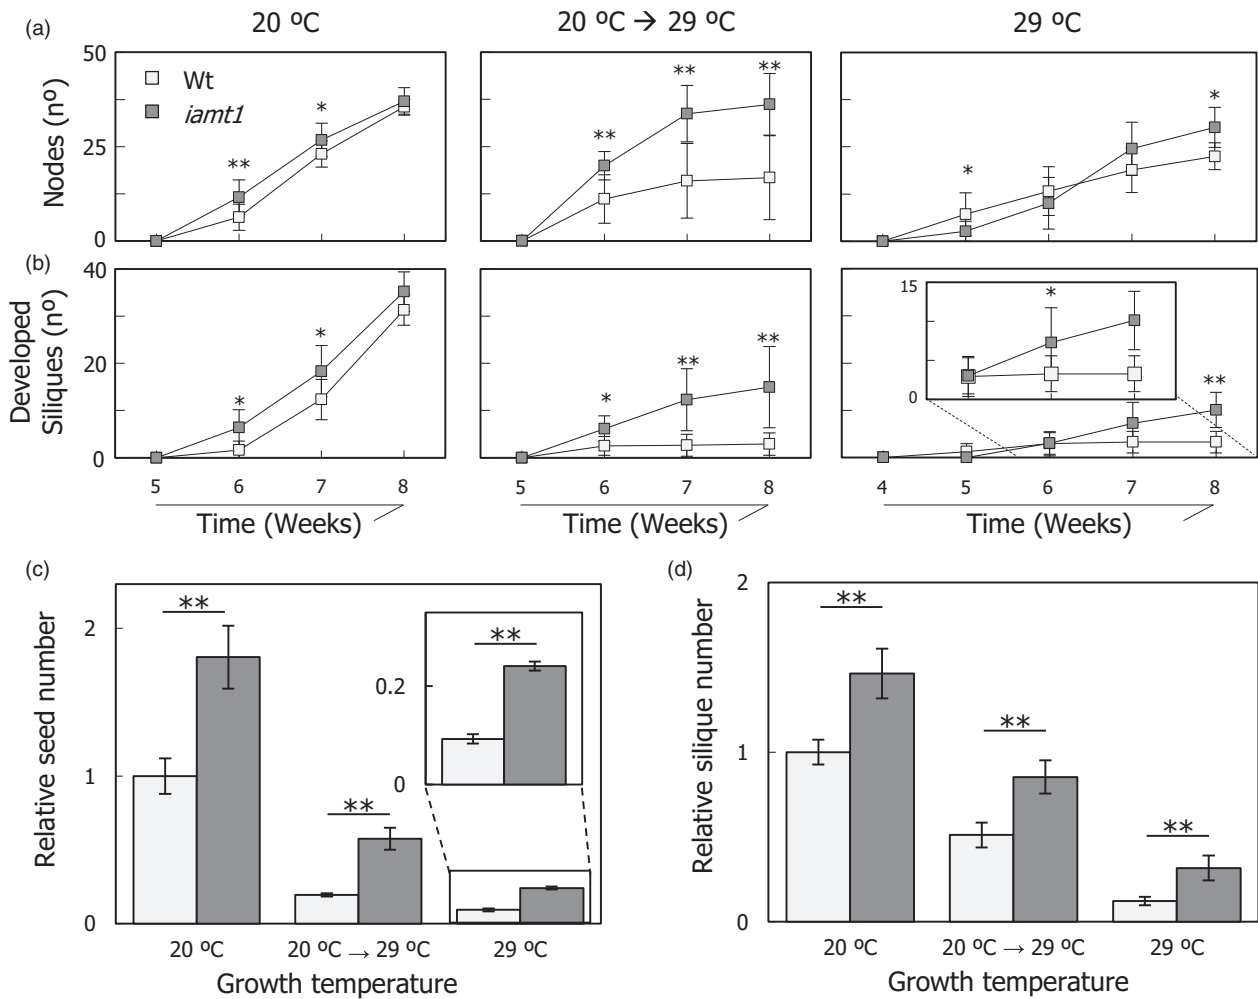 (a)
20 ºC
20 ºC → 29 ºC
29 ºC
Nodes (nº)
50
25
0
Wt
iamt1
**
*
**
**
**
*
*
(b)
Developed
Siliques (nº)
40
20
0
*
*
*
**
**
15
0
*
**
5 6 7 8
5 6 7 8
4 5 6 7 8
Time (Weeks)
Time (Weeks)
Time (Weeks)
(c)
Relative seed number
2
1
0
**
**
0.2
0
**
20 ºC
20 ºC → 29 ºC
29 ºC
Growth temperature
(d)
Relative silique number
2
1
0
**
**
**
20 ºC
20 ºC → 29 ºC
29 ºC
Growth temperature